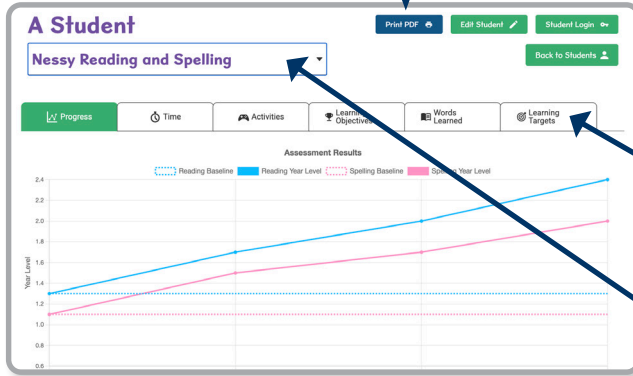 A Student
Print PDF
Edit Student
Student Login
Nessy Reading and Spelling
Back to Students
Progress
Time
Activities
Learning
Objectives
Words
Learned
Learning
Targets
Assessment Results
Reading Baseline
Reading Year Level
Spelling Baseline
Spelling Year Level
Year Level
2.4
2.2
2.0
1.8
1.6
1.4
1.2
1.0
0.8
0.6